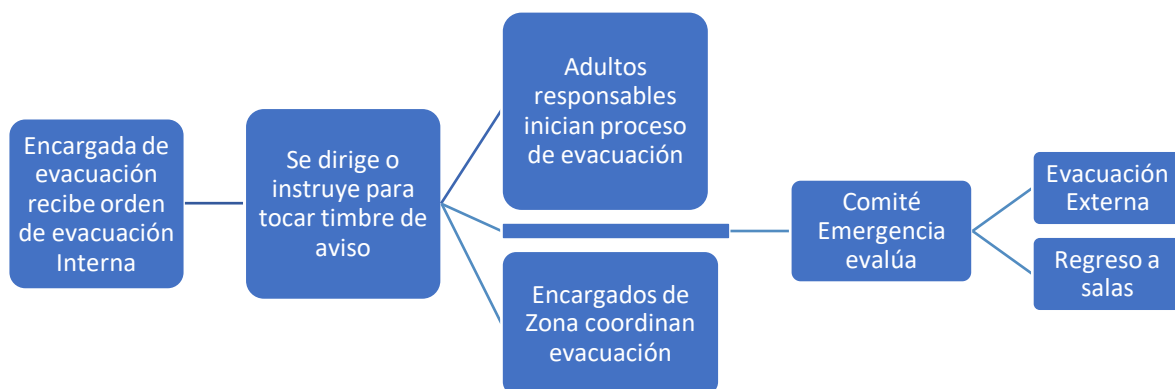 Encargada de
evacuación
recibe orden
de evacuación
Interna
Se dirige o
instruye para
tocar timbre de
aviso
Adultos
responsables
inician proceso
de evacuación
Encargados de
Zona coordinan
evacuación
Comité
Emergencia
evalúa
Evacuación
Externa
Regreso a
salas